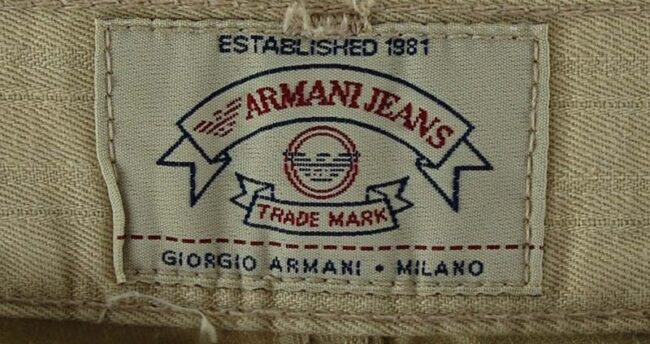 ESTABLISHED 1981
ARMANI JEANS
TRADE MARK
GIORGIO ARMANI • MILANO